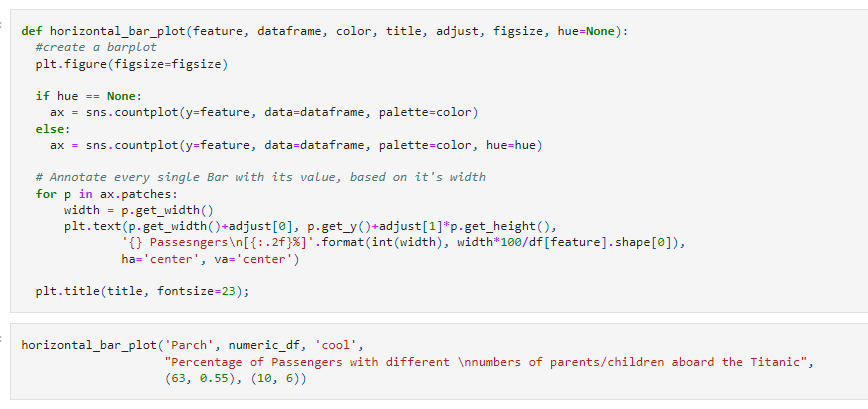 def horizontal_bar_plot(feature, dataframe, color, title, adjust, figsize, hue=None):
#create a barplot
plt.figure(figsize=figsize)
if hue == None:
ax = sns.countplot(y=feature, data=dataframe, palette=color)
else:
ax = sns.countplot(y=feature, data=dataframe, palette=color, hue=hue)
# Annotate every single Bar with its value, based on it's width
for p in ax.patches:
width = p.get_width()
plt.text(p.get_width()+adjust[0], p.get_y()+adjust[1]*p.get_height(),
'{} Passesngers\n[{:.2f}%]'.format(int(width), width*100/df[feature].shape[0]),
ha='center', va='center')
plt.title(title, fontsize=23);
horizontal_bar_plot('Parch', numeric_df, 'cool',
"Percentage of Passengers with different \nnumbers of parents/children aboard the Titanic",
(63, 0.55), (10, 6))